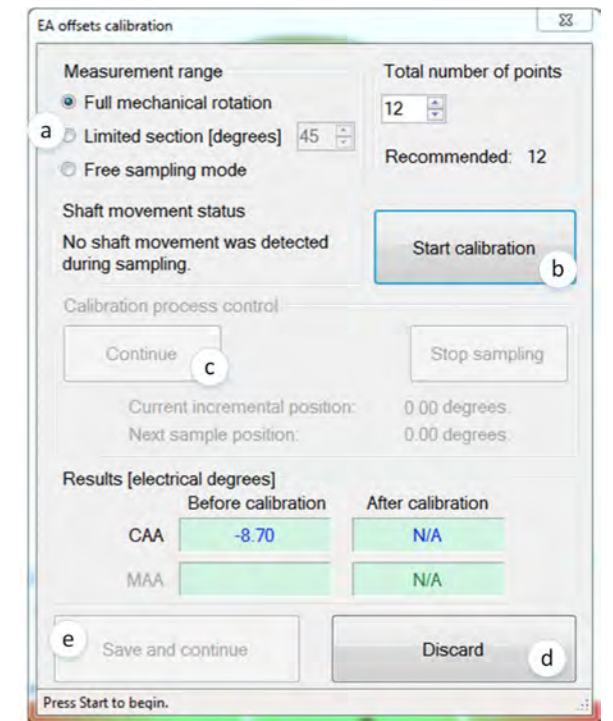 EA offsets calibration
Measurement range
Full mechanical rotation
a
Limited section [degrees] 45
Free sampling mode
Total number of points
12
Recommended: 12
Shaft movement status
No shaft movement was detected
during sampling.
Start calibration
b
Calibration process control
Continue
c
Stop sampling
Current incremental position: 0.00 degrees.
Next sample position: 0.00 degrees.
Results [electrical degrees]
Before calibration After calibration
CAA -8.70 N/A
MAA N/A
e
Save and continue
Discard
d
Press Start to begin.